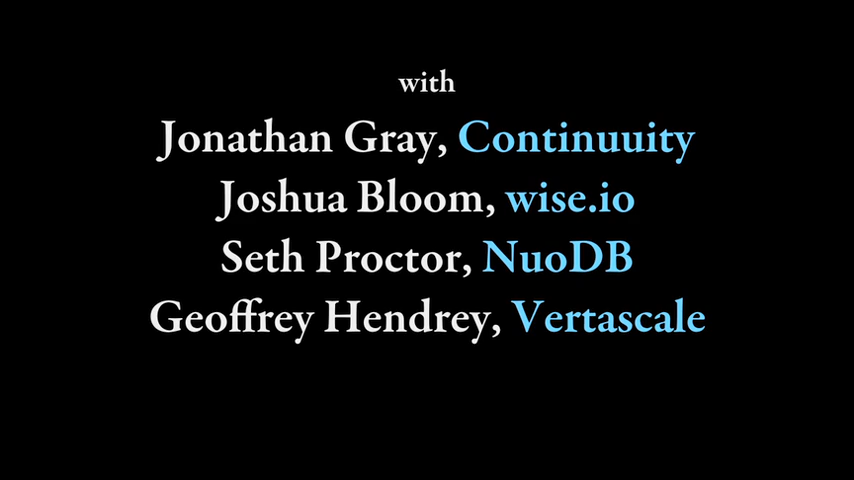 with
Jonathan Gray, Continuuity
Joshua Bloom, wise.io
Seth Proctor, NuoDB
Geoffrey Hendrey, Vertascale